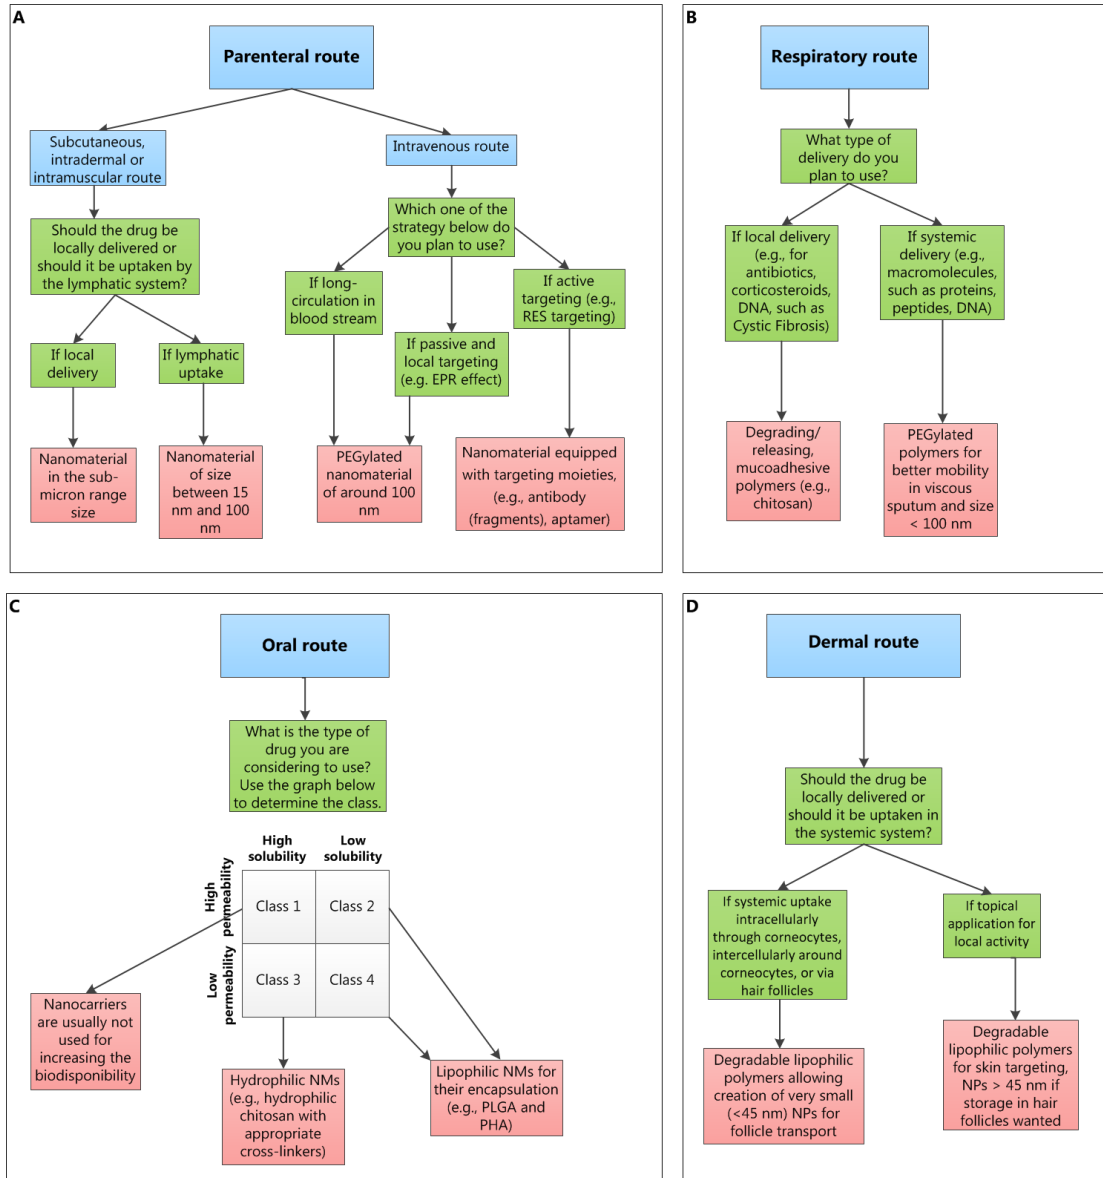 A
Parenteral route
Subcutaneous,
intradermal or
intramuscular route
Intravenous route
Should the drug be
locally delivered or
should it be uptaken by
the lymphatic system?
Which one of the
strategy below do
you plan to use?
If long-
circulation in
blood stream
If active
targeting (e.g.,
RES targeting)
If passive and
local targeting
(e.g. EPR effect)
If local
delivery
If lymphatic
uptake
Nanomaterial
in the sub-
micron range
size
Nanomaterial
of size
between 15
nm and 100
nm
PEGylated
nanomaterial
of around 100
nm
Nanomaterial equipped
with targeting moieties,
(e.g., antibody
(fragments), aptamer)
B
Respiratory route
What type of
delivery do you
plan to use?
If local delivery
(e.g., for
antibiotics,
corticosteroids,
DNA, such as
Cystic Fibrosis)
If systemic
delivery (e.g.,
macromolecules,
such as proteins,
peptides, DNA)
Degrading/
releasing,
mucoadhesive
polymers (e.g.,
chitosan)
PEGylated
polymers for
better mobility
in viscous
sputum and size
< 100 nm
C
Oral route
What is the type of
drug you are
considering to use?
Use the graph below
to determine the class.
High
solubility
Low
solubility
High
permeability
Low
permeability
Class 1
Class 2
Class 3
Class 4
Nanocarriers
are usually not
used for
increasing the
biodisponibility
Hydrophilic NMs
(e.g., hydrophilic
chitosan with
appropriate
cross-linkers)
Lipophilic NMs for
their encapsulation
(e.g., PLGA and
PHA)
D
Dermal route
Should the drug be
locally delivered or
should it be uptaken in
the systemic system?
If systemic uptake
intracellularly
through corneocytes,
intercellularly around
corneocytes, or via
hair follicles
If topical
application for
local activity
Degradable lipophilic
polymers allowing
creation of very small
(<45 nm) NPs for
follicle transport
Degradable
lipophilic polymers
for skin targeting,
NPs > 45 nm if
storage in hair
follicles wanted